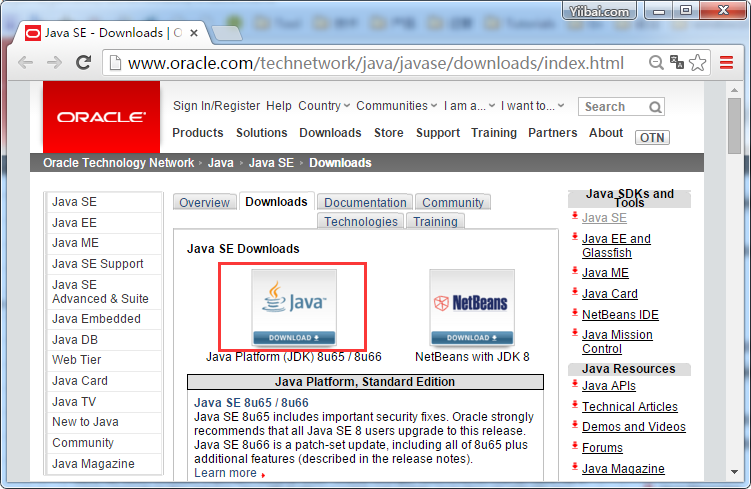 Yiibai.com
Java SE - Downloads | O
www.oracle.com/technetwork/java/javase/downloads/index.html
ORACLE
Sign In/Register Help Country Communities I am a... I want to... Search
Products Solutions Downloads Store Support Training Partners About OTN
Oracle Technology Network › Java › Java SE › Downloads
Java SE
Java EE
Java ME
Java SE Support
Java SE
Advanced & Suite
Java Embedded
Java DB
Web Tier
Java Card
Java TV
New to Java
Community
Java Magazine
Overview Downloads Documentation Community
Technologies Training
Java SE Downloads
Java™
DOWNLOAD
Java Platform (JDK) 8u65 / 8u66
NetBeans
DOWNLOAD
NetBeans with JDK 8
Java Platform, Standard Edition
Java SE 8u65 / 8u66
Java SE 8u65 includes important security fixes. Oracle strongly
recommends that all Java SE 8 users upgrade to this release.
Java SE 8u66 is a patch-set update, including all of 8u65 plus
additional features (described in the release notes).
Learn more
Java SDKs and
Tools
Java SE
Java EE and
Glassfish
Java ME
Java Card
NetBeans IDE
Java Mission
Control
Java Resources
Java APIs
Technical Articles
Demos and Videos
Forums
Java Magazine